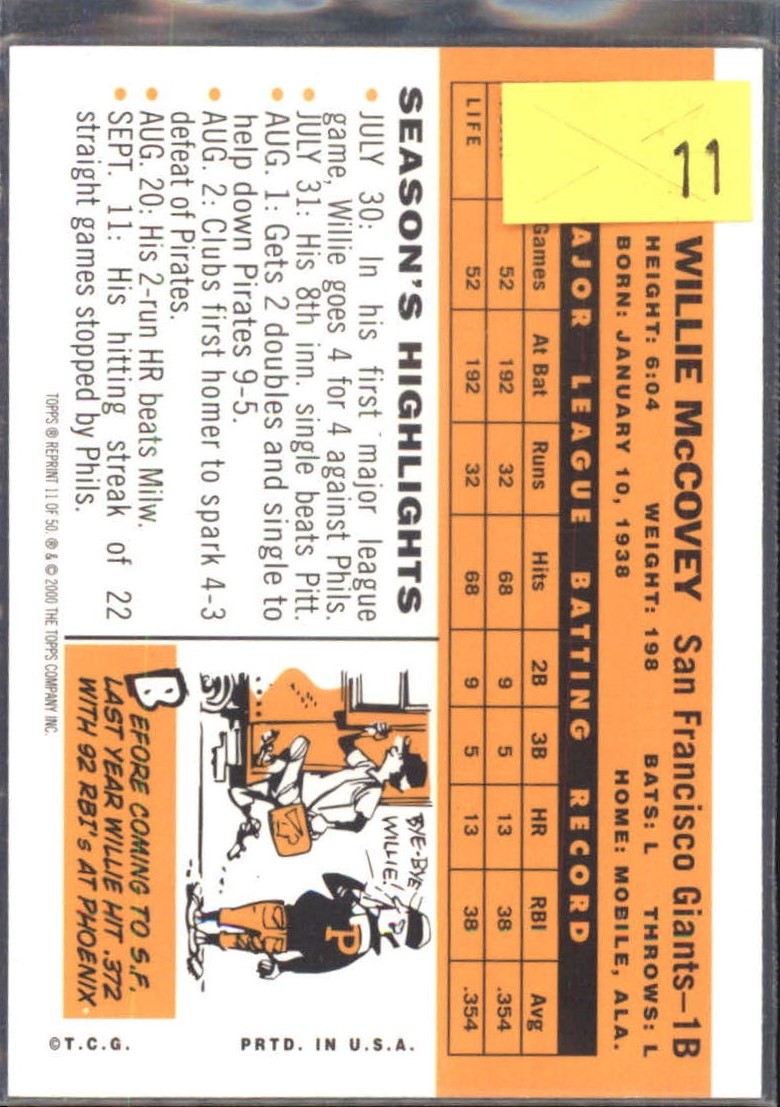 11
WILLIE McCOVEY San Francisco Giants—1B
HEIGHT: 6:04 WEIGHT: 198 BATS: L THROWS: L
BORN: JANUARY 10, 1938 HOME: MOBILE, ALA.
AJOR LEAGUE BATTING RECORD
Games At Bat Runs Hits 2B 3B HR RBI Avg
52 192 32 68 9 5 13 38 .354
LIFE 52 192 32 68 9 5 13 38 .354
SEASON'S HIGHLIGHTS
• JULY 30: In his first major league
game, Willie goes 4 for 4 against Phils.
• JULY 31: His 8th inn. single beats Pitt.
• AUG. 1: Gets 2 doubles and single to
help down Pirates 9-5.
• AUG. 2: Clubs first homer to spark 4-3
defeat of Pirates.
• AUG. 20: His 2-run HR beats Milw.
• SEPT. 11: His hitting streak of 22
straight games stopped by Phils.
TOPPS ® REPRINT 11 OF 50. ® & © 2000 THE TOPPS COMPANY INC.
BYE-BYE
WILLIE!
P
BEFORE COMING TO S.F.
LAST YEAR WILLIE HIT .372
WITH 92 RBI's AT PHOENIX.
©T.C.G. PRTD. IN U.S.A.